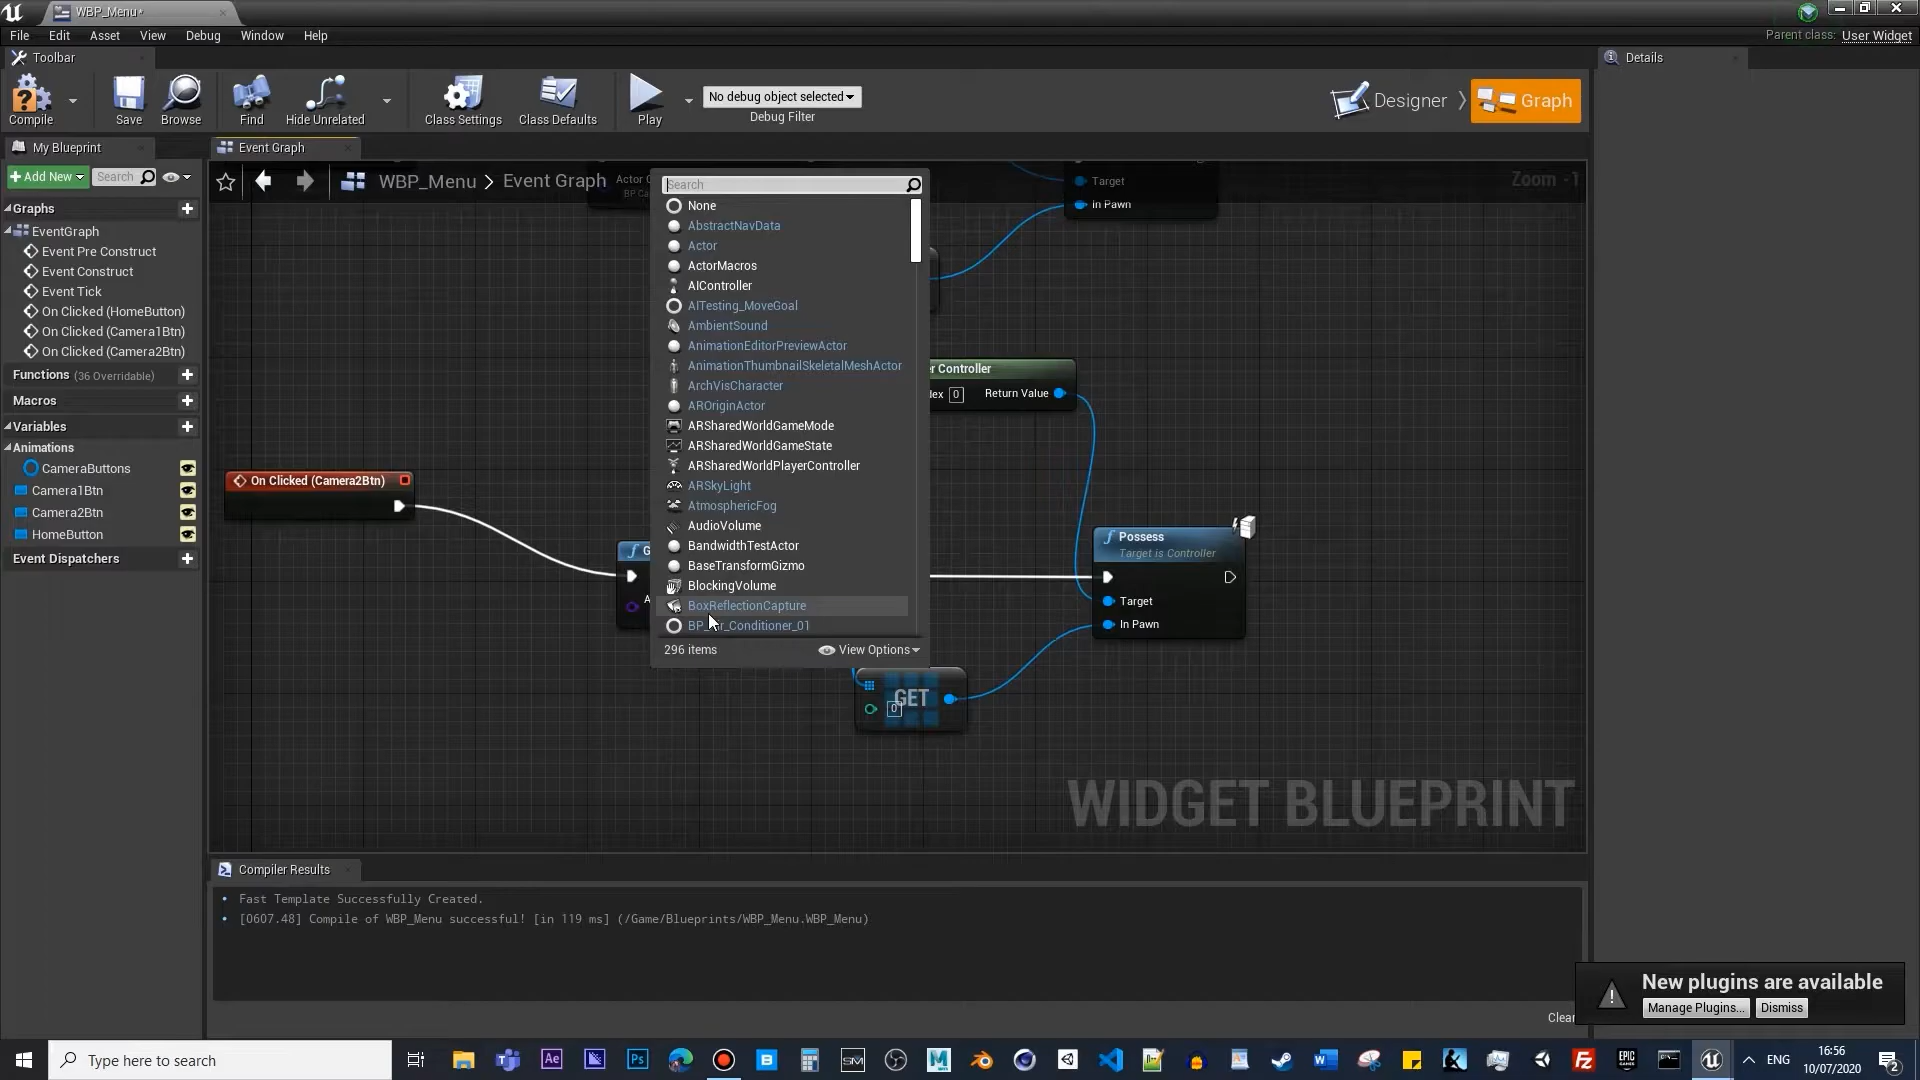 WBP_Menu*
File Edit Asset View Debug Window Help
Parent class: User Widget
Toolbar
Details
Compile
Save
Browse
Find
Hide Unrelated
Class Settings
Class Defaults
Play
No debug object selected
Debug Filter
Designer
Graph
My Blueprint
Event Graph
Add New
Search
WBP_Menu > Event Graph
Zoom -1
Graphs
EventGraph
Event Pre Construct
Event Construct
Event Tick
On Clicked (HomeButton)
On Clicked (Camera1Btn)
On Clicked (Camera2Btn)
Functions (36 Overridable)
Macros
Variables
Animations
CameraButtons
Camera1Btn
Camera2Btn
HomeButton
Event Dispatchers
Search
None
AbstractNavData
Actor
ActorMacros
AIController
AITesting_MoveGoal
AmbientSound
AnimationEditorPreviewActor
AnimationThumbnailSkeletalMeshActor
ArchVisCharacter
AROriginActor
ARSharedWorldGameMode
ARSharedWorldGameState
ARSharedWorldPlayerController
ARSkyLight
AtmosphericFog
AudioVolume
BandwidthTestActor
BaseTransformGizmo
BlockingVolume
BoxReflectionCapture
296 items
View Options
Target
In Pawn
Controller
0
Return Value
On Clicked (Camera2Btn)
Possess
Target is Controller
Target
In Pawn
GET
0
WIDGET BLUEPRINT
Compiler Results
Fast Template Successfully Created.
[0607.48] Compile of WBP_Menu successful! [in 119 ms] (/Game/Blueprints/WBP_Menu.WBP_Menu)
Clear
New plugins are available
Manage Plugins...
Dismiss
Type here to search
ENG
16:56
10/07/2020